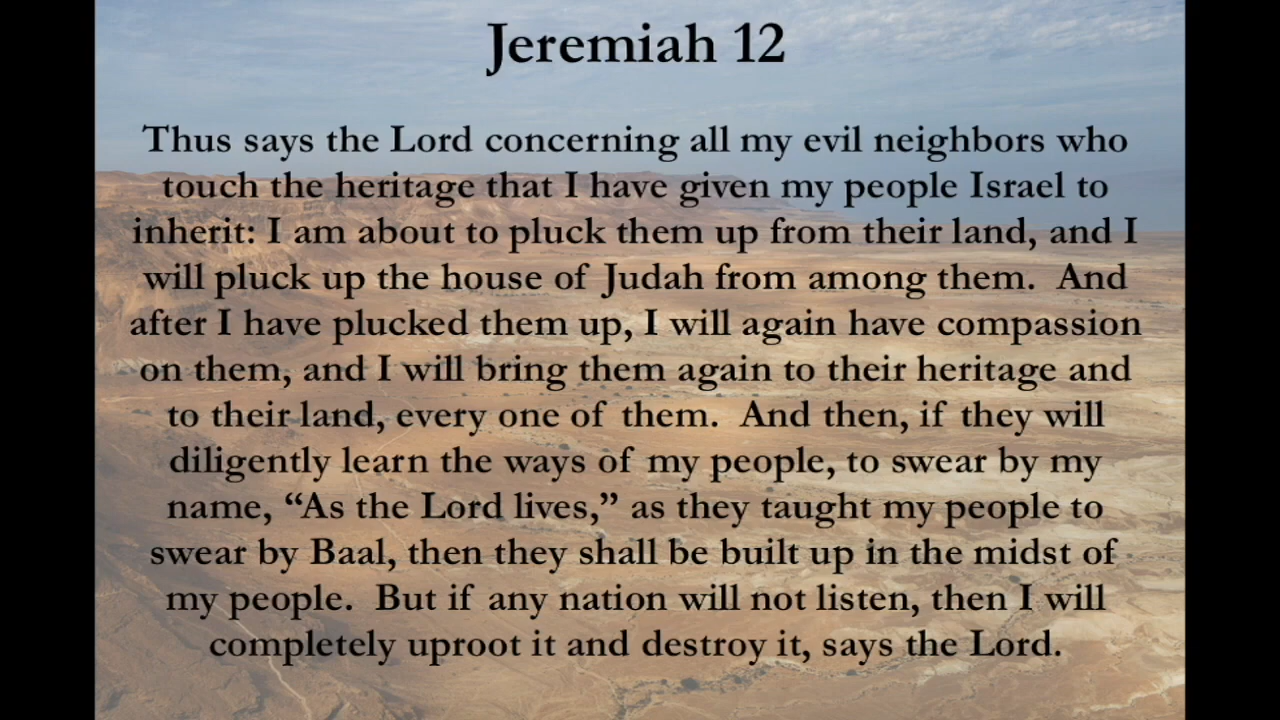 Jeremiah 12
Thus says the Lord concerning all my evil neighbors who
touch the heritage that I have given my people Israel to
inherit: I am about to pluck them up from their land, and I
will pluck up the house of Judah from among them.  And
after I have plucked them up, I will again have compassion
on them, and I will bring them again to their heritage and
to their land, every one of them.  And then, if they will
diligently learn the ways of my people, to swear by my
name, “As the Lord lives,” as they taught my people to
swear by Baal, then they shall be built up in the midst of
my people.  But if any nation will not listen, then I will
completely uproot it and destroy it, says the Lord.